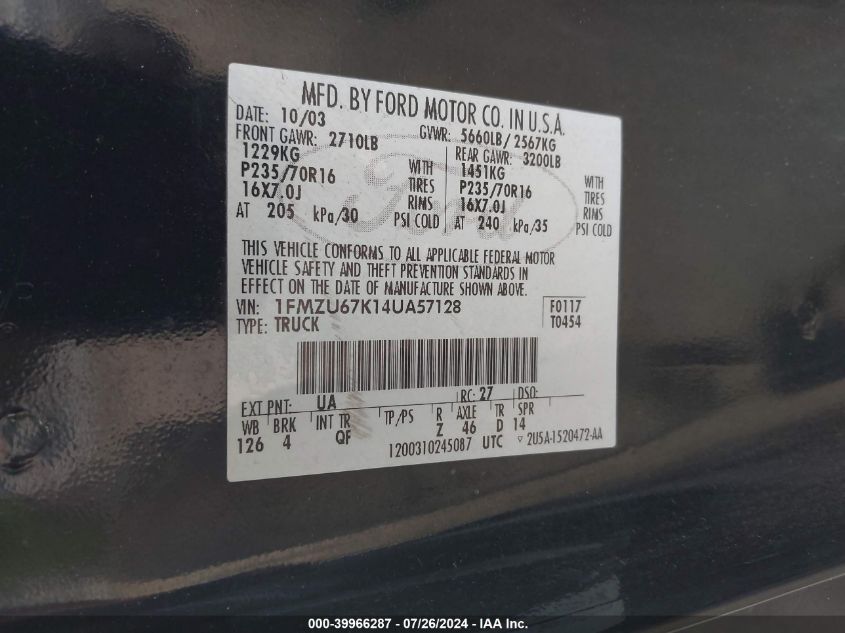 MFD. BY FORD MOTOR CO. IN U.S.A.
DATE: 10/03 GVWR: 5660LB/ 2567KG
FRONT GAWR: 2710LB REAR GAWR: 3200LB
1229KG WITH 1451KG WITH
P235/70R16 TIRES P235/70R16 TIRES
16X7.0J RIMS 16X7.0J RIMS
AT 205 kPa/30 PSI COLD AT 240 kPa/35 PSI COLD
Ford
THIS VEHICLE CONFORMS TO ALL APPLICABLE FEDERAL MOTOR
VEHICLE SAFETY AND THEFT PREVENTION STANDARDS IN
EFFECT ON THE DATE OF MANUFACTURE SHOWN ABOVE.
VIN: 1FMZU67K14UA57128 F0117
TYPE: TRUCK T0454
EXT PNT: UA RC: 27 DSO:
WB BRK INT TR TP/PS R AXLE TR SPR
126 4 QF Z 46 D 14
1200310245087 UTC ▽ 2U5A-1520472-AA
000-39966287 / 07/26/2024 - IAA Inc.